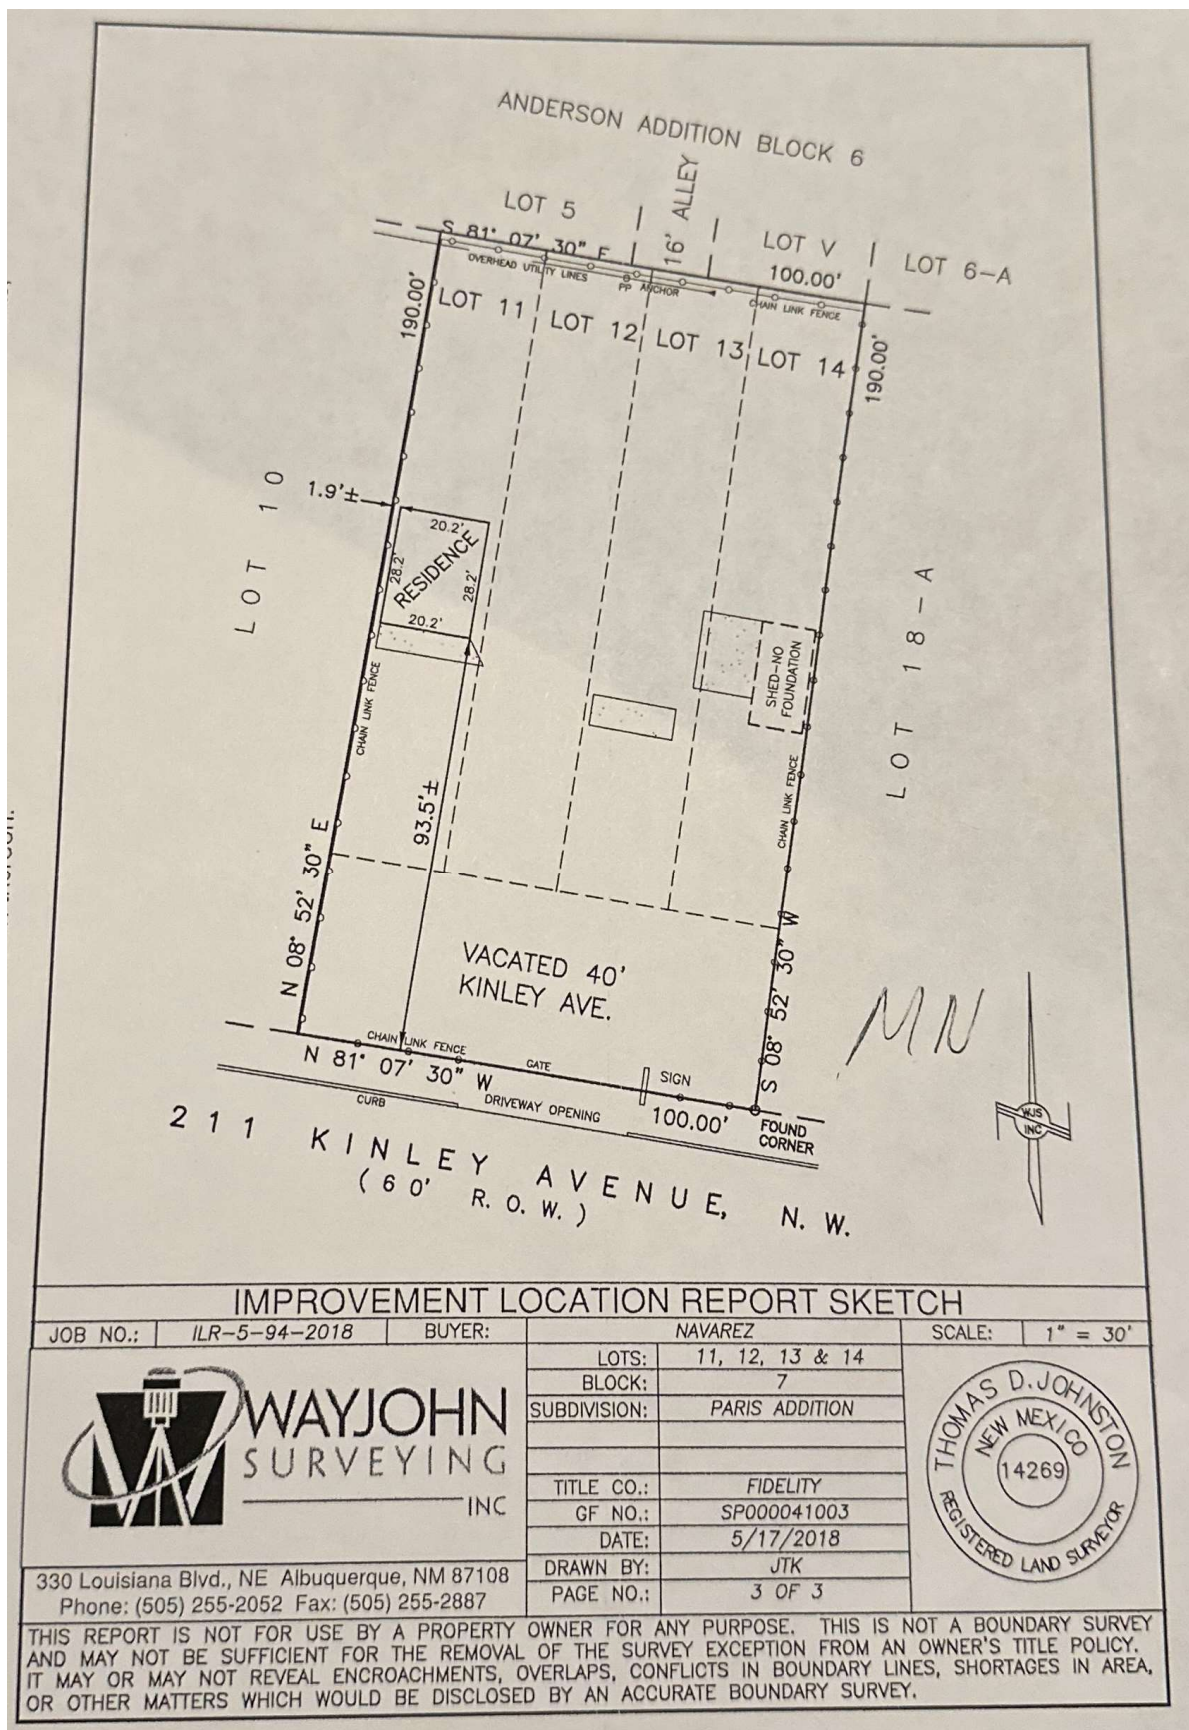 ANDERSON ADDITION BLOCK 6
LOT 5
16' ALLEY
LOT V
LOT 6-A
S 81° 07' 30" E
100.00'
OVERHEAD UTILITY LINES
PP ANCHOR
CHAIN LINK FENCE
190.00'
LOT 11
LOT 12
LOT 13
LOT 14
190.00'
LOT 10
1.9'±
20.2'
28.2'
RESIDENCE
28.2'
20.2'
LOT 18-A
SHED-NO
FOUNDATION
CHAIN LINK FENCE
CHAIN LINK FENCE
93.5'±
N 08° 52' 30" E
VACATED 40'
KINLEY AVE.
S 08° 52' 30" W
MN
CHAIN LINK FENCE
GATE
SIGN
N 81° 07' 30" W
100.00'
FOUND
CORNER
CURB
DRIVEWAY OPENING
WJS
INC
211 KINLEY AVENUE, N.W.
(60' R.O.W.)
IMPROVEMENT LOCATION REPORT SKETCH
JOB NO.: ILR-5-94-2018 BUYER: NAVAREZ SCALE: 1" = 30'
LOTS: 11, 12, 13 & 14
BLOCK: 7
SUBDIVISION: PARIS ADDITION
TITLE CO.: FIDELITY
GF NO.: SP000041003
DATE: 5/17/2018
DRAWN BY: JTK
PAGE NO.: 3 OF 3
WAYJOHN
SURVEYING
INC
330 Louisiana Blvd., NE Albuquerque, NM 87108
Phone: (505) 255-2052 Fax: (505) 255-2887
THOMAS D. JOHNSTON
NEW MEXICO
14269
REGISTERED LAND SURVEYOR
THIS REPORT IS NOT FOR USE BY A PROPERTY OWNER FOR ANY PURPOSE. THIS IS NOT A BOUNDARY SURVEY
AND MAY NOT BE SUFFICIENT FOR THE REMOVAL OF THE SURVEY EXCEPTION FROM AN OWNER'S TITLE POLICY.
IT MAY OR MAY NOT REVEAL ENCROACHMENTS, OVERLAPS, CONFLICTS IN BOUNDARY LINES, SHORTAGES IN AREA,
OR OTHER MATTERS WHICH WOULD BE DISCLOSED BY AN ACCURATE BOUNDARY SURVEY.